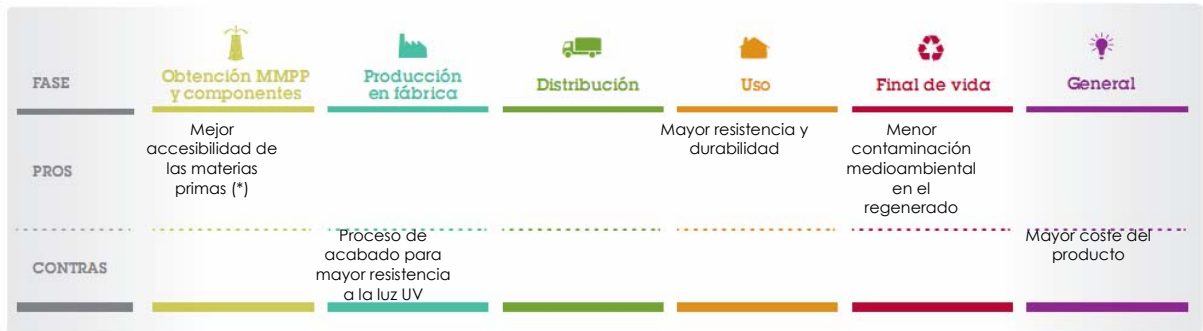 FASE
Obtención MMPP
y componentes
Producción
en fábrica
Distribución
Uso
Final de vida
General
PROS
Mejor
accesibilidad de
las materias
primas (*)
Mayor resistencia y
durabilidad
Menor
contaminación
medioambiental
en el
regenerado
CONTRAS
Proceso de
acabado para
mayor resistencia
a la luz UV
Mayor coste del
producto